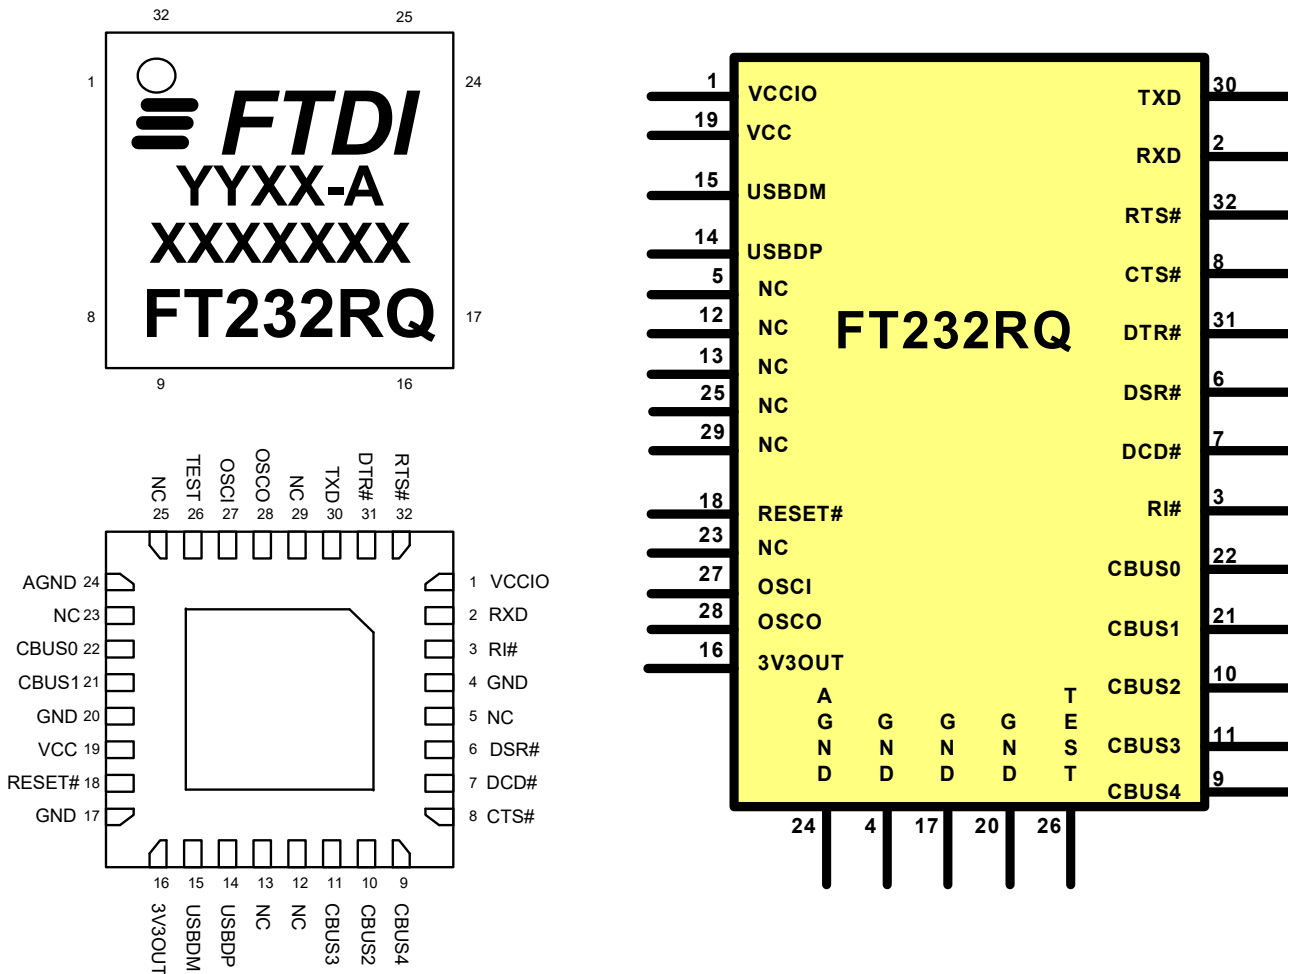 32 25
1 24
FTDI
YYXX-A
XXXXXXX
FT232RQ
8 17
9 16
NC TEST OSCI OSCO NC TXD DTR# RTS#
25 26 27 28 29 30 31 32
AGND 24
NC 23
CBUS0 22
CBUS1 21
GND 20
VCC 19
RESET# 18
GND 17
1 VCCIO
2 RXD
3 RI#
4 GND
5 NC
6 DSR#
7 DCD#
8 CTS#
16 15 14 13 12 11 10 9
3V3OUT USBDM USBDP NC NC CBUS3 CBUS2 CBUS4
FT232RQ
1 VCCIO
19 VCC
15 USBDM
14 USBDP
5 NC
12 NC
13 NC
25 NC
29 NC
18 RESET#
23 NC
27 OSCI
28 OSCO
16 3V3OUT
TXD 30
RXD 2
RTS# 32
CTS# 8
DTR# 31
DSR# 6
DCD# 7
RI# 3
CBUS0 22
CBUS1 21
CBUS2 10
CBUS3 11
CBUS4 9
AGND GND GND GND TEST
24 4 17 20 26